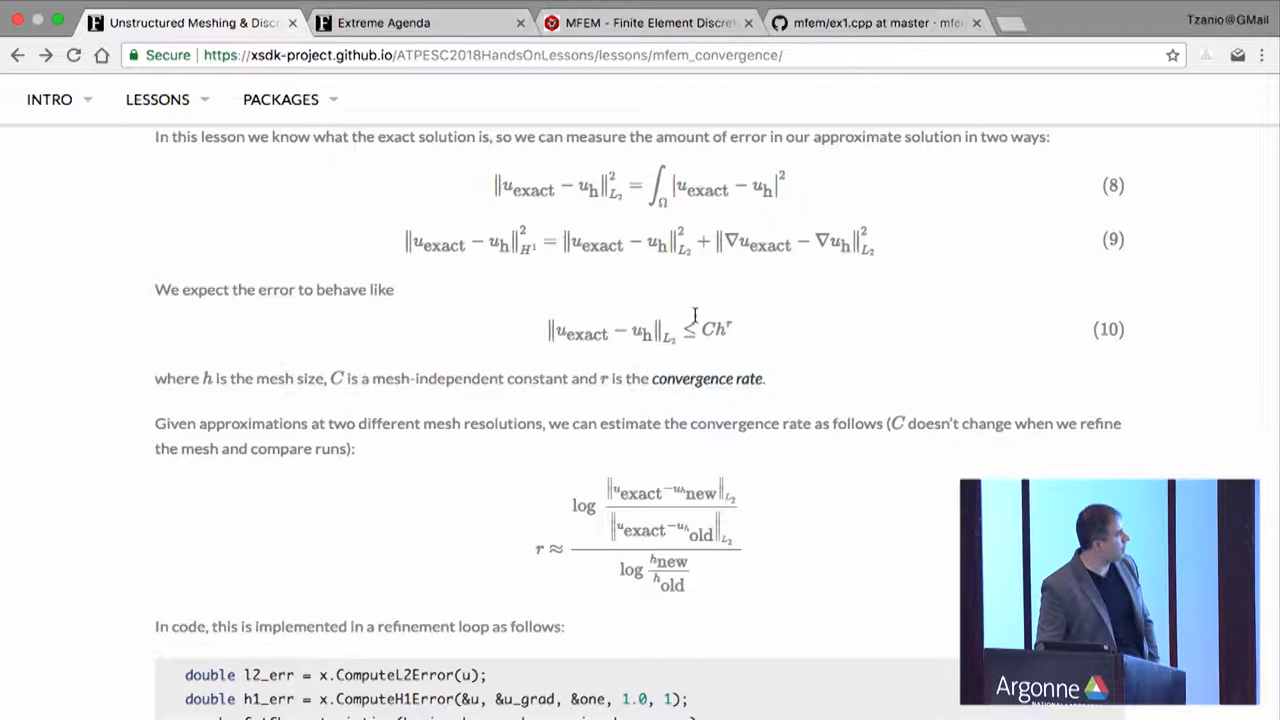 Unstructured Meshing & Disc
Extreme Agenda
MFEM - Finite Element Discret
mfem/ex1.cpp at master · mfe
Tzanio@GMail
Secure https://xsdk-project.github.io/ATPESC2018HandsOnLessons/lessons/mfem_convergence/
INTRO LESSONS PACKAGES
In this lesson we know what the exact solution is, so we can measure the amount of error in our approximate solution in two ways:
‖u_exact − u_h‖²_{L₂} = ∫_Ω |u_exact − u_h|² (8)
‖u_exact − u_h‖²_{H¹} = ‖u_exact − u_h‖²_{L₂} + ‖∇u_exact − ∇u_h‖²_{L₂} (9)
We expect the error to behave like
‖u_exact − u_h‖_{L₂} ≤ Ch^r (10)
where h is the mesh size, C is a mesh-independent constant and r is the convergence rate.
Given approximations at two different mesh resolutions, we can estimate the convergence rate as follows (C doesn't change when we refine
the mesh and compare runs):
log ‖u_exact − u_{h_new}‖_{L₂}
‖u_exact − u_{h_old}‖_{L₂}
r ≈
log h_new
h_old
In code, this is implemented in a refinement loop as follows:
double l2_err = x.ComputeL2Error(u);
double h1_err = x.ComputeH1Error(&u, &u_grad, &one, 1.0, 1);
Argonne
NATIONAL LABORATORY